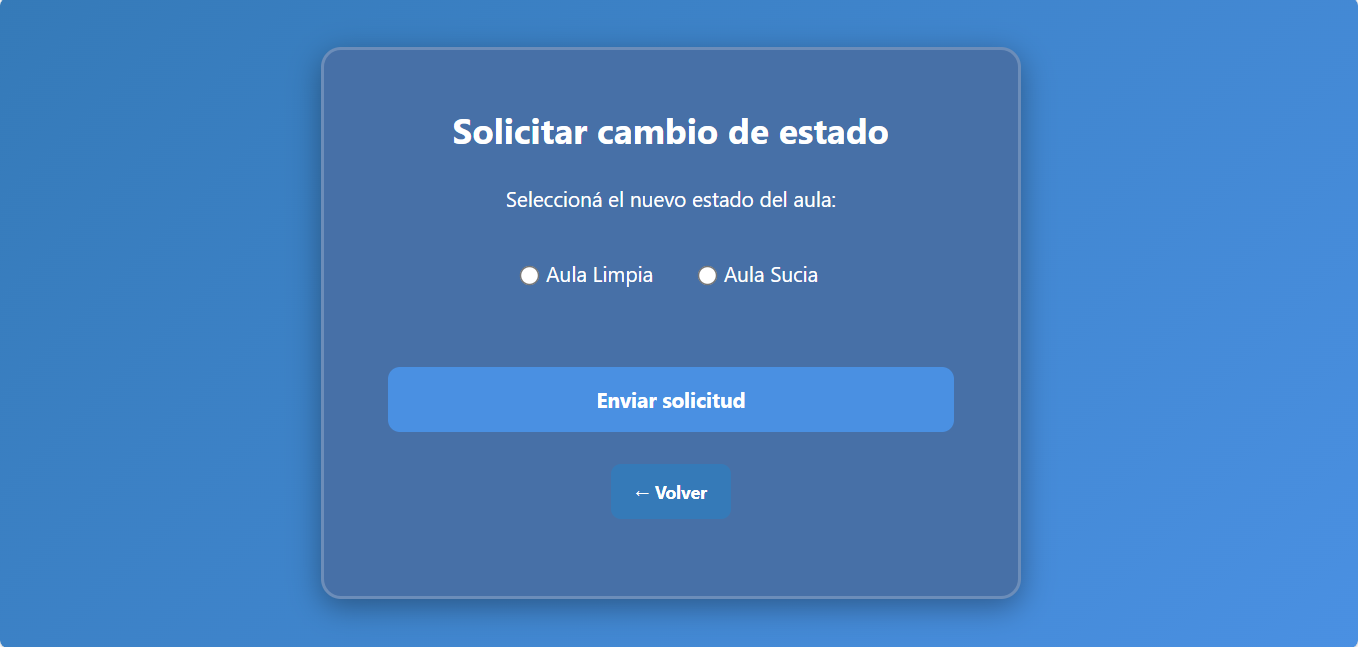 Solicitar cambio de estado
Seleccioná el nuevo estado del aula:
Aula Limpia Aula Sucia
Enviar solicitud
← Volver